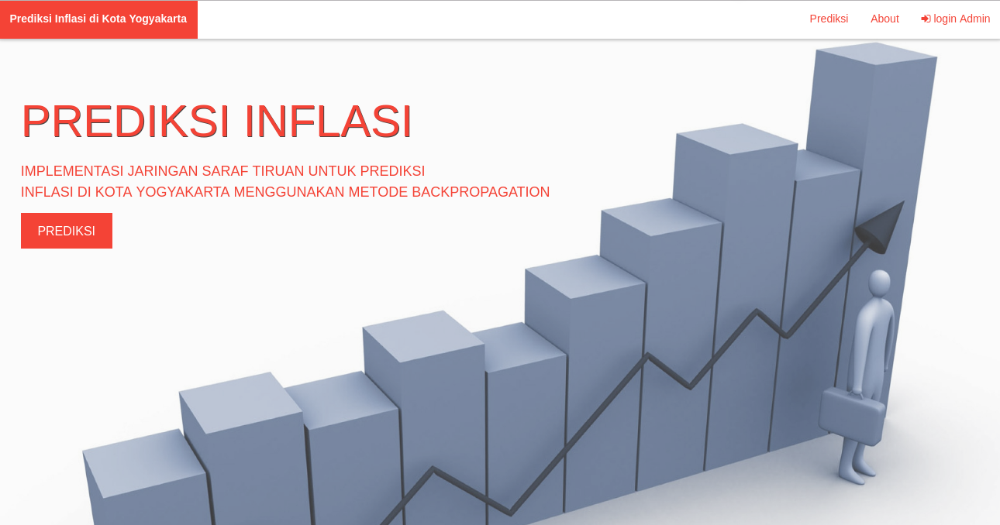 Prediksi Inflasi di Kota Yogyakarta
Prediksi
About
login Admin
PREDIKSI INFLASI
IMPLEMENTASI JARINGAN SARAF TIRUAN UNTUK PREDIKSI
INFLASI DI KOTA YOGYAKARTA MENGGUNAKAN METODE BACKPROPAGATION
PREDIKSI